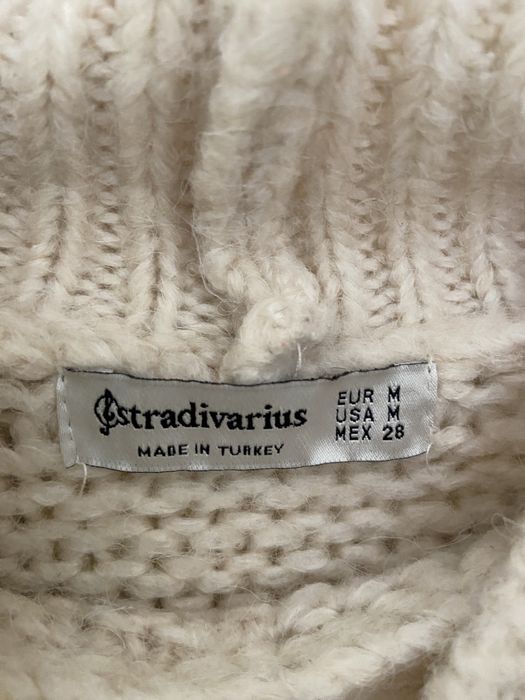 stradivarius
MADE IN TURKEY
EUR M
USA M
MEX 28